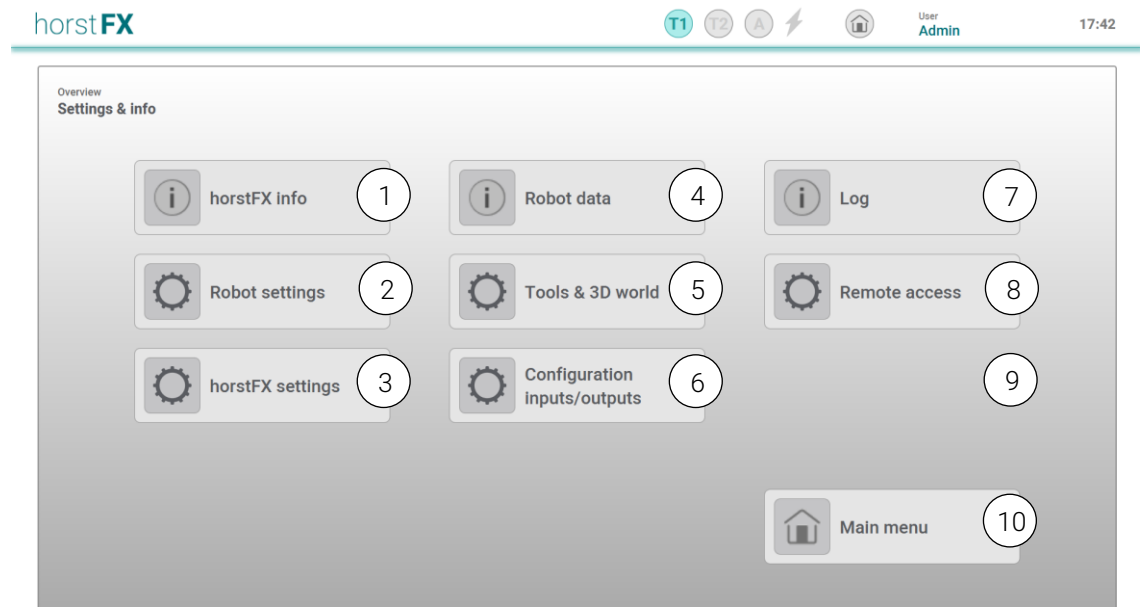 horstFX
T1 T2 A
User
Admin
17:42
Overview
Settings & info
horstFX info 1
Robot data 4
Log 7
Robot settings 2
Tools & 3D world 5
Remote access 8
horstFX settings 3
Configuration
inputs/outputs 6
9
Main menu 10